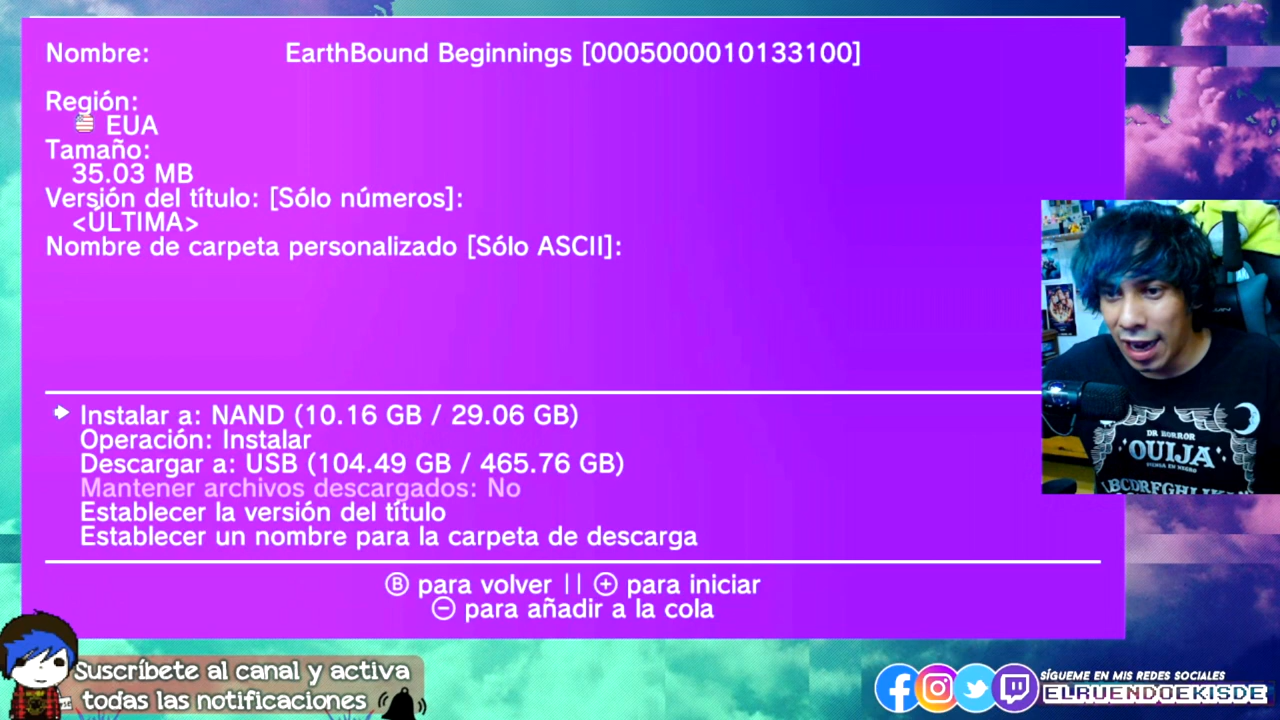 Nombre: EarthBound Beginnings [0005000010133100]
Región:
EUA
Tamaño:
35.03 MB
Versión del título: [Sólo números]:
<ÚLTIMA>
Nombre de carpeta personalizado [Sólo ASCII]:
Instalar a: NAND (10.16 GB / 29.06 GB)
Operación: Instalar
Descargar a: USB (104.49 GB / 465.76 GB)
Mantener archivos descargados: No
Establecer la versión del título
Establecer un nombre para la carpeta de descarga
Ⓑ para volver || ⊕ para iniciar
⊖ para añadir a la cola
DR HORROR
OUIJA
Suscríbete al canal y activa
todas las notificaciones
SÍGUEME EN MIS REDES SOCIALES
ELRUENDOEKISDE